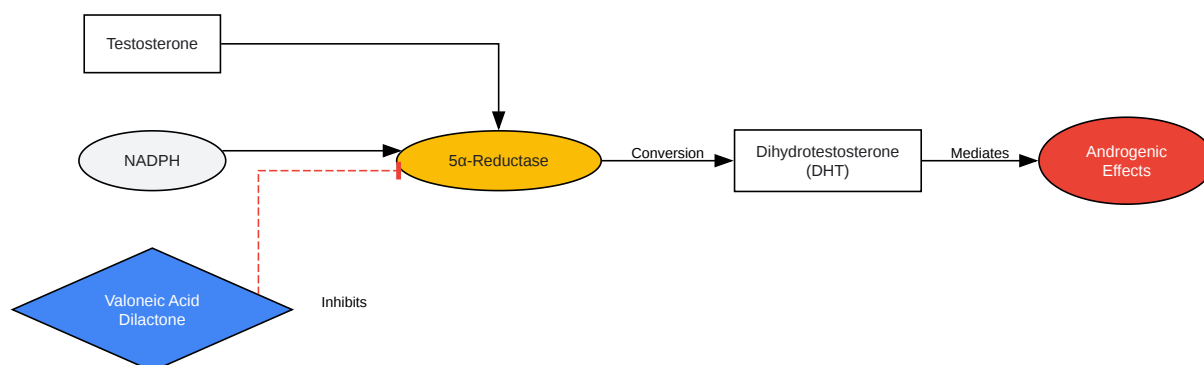 Testosterone
NADPH
5α-Reductase
Conversion
Dihydrotestosterone
(DHT)
Mediates
Androgenic
Effects
Valoneic Acid
Dilactone
Inhibits